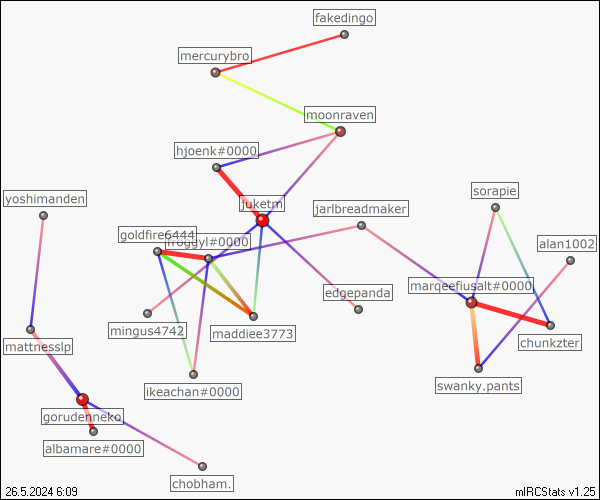 fakedingo
mercurybro
moonraven
hjoenk#0000
sorapie
yoshimanden
juketm
jarlbreadmaker
goldfire6444
froggyl#0000
alan1002
marqeefiusalt#0000
edgepanda
mingus4742
maddiee3773
chunkzter
mattnesslp
swanky.pants
ikeachan#0000
gorudenneko
albamare#0000
chobham.
26.5.2024 6:09
mIRCStats v1.25